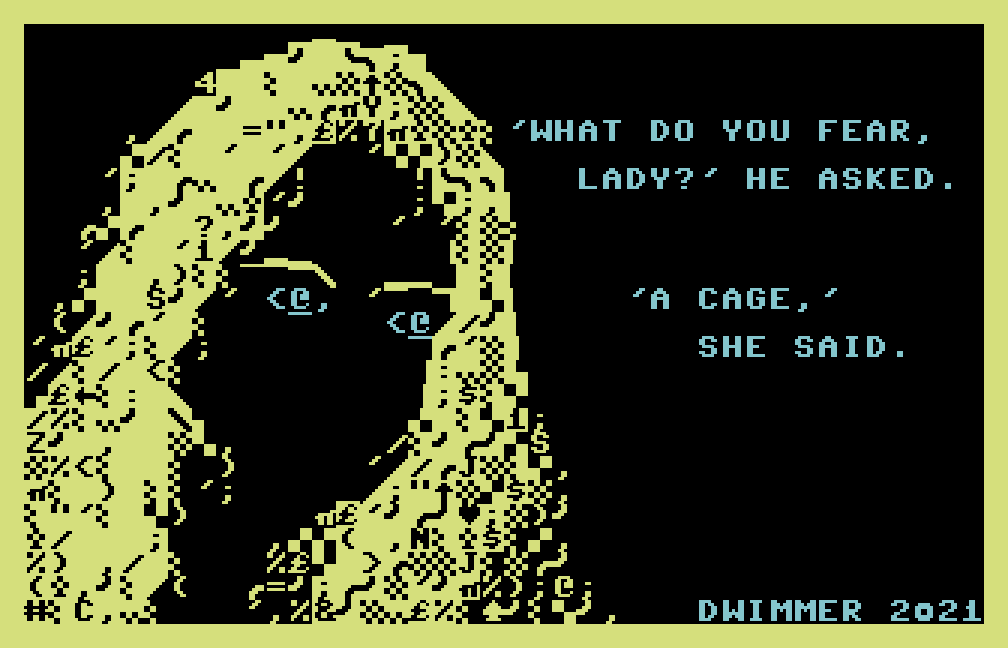 ´WHAT DO YOU FEAR,
LADY?´ HE ASKED.
´A CAGE,´
SHE SAID.
DWIMMER 2021